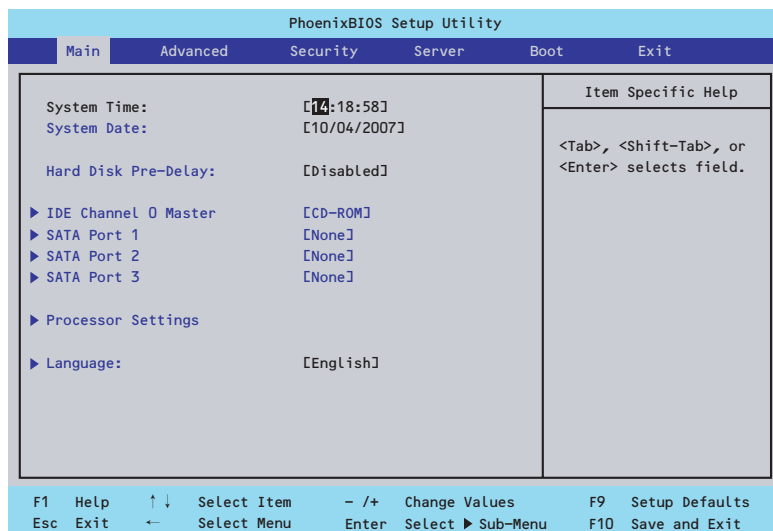 PhoenixBIOS Setup Utility
Main Advanced Security Server Boot Exit
Item Specific Help
System Time: [14:18:58]
System Date: [10/04/2007]
<Tab>, <Shift-Tab>, or
<Enter> selects field.
Hard Disk Pre-Delay: [Disabled]
▶ IDE Channel 0 Master [CD-ROM]
▶ SATA Port 1 [None]
▶ SATA Port 2 [None]
▶ SATA Port 3 [None]
▶ Processor Settings
▶ Language: [English]
F1 Help ↑↓ Select Item - /+ Change Values F9 Setup Defaults
Esc Exit ← Select Menu Enter Select ▶ Sub-Menu F10 Save and Exit